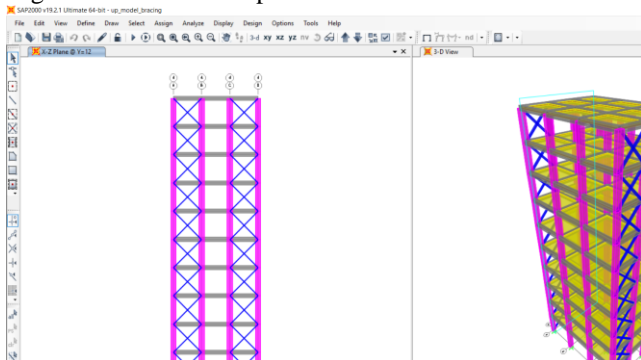 SAP2000 v19.2.1 Ultimate 64-bit - up_model_bracing
File Edit View Define Draw Select Assign Analyze Display Design Options Tools Help
3-d xy xz yz nv
nd
X-Z Plane @ Y=12
3-D View